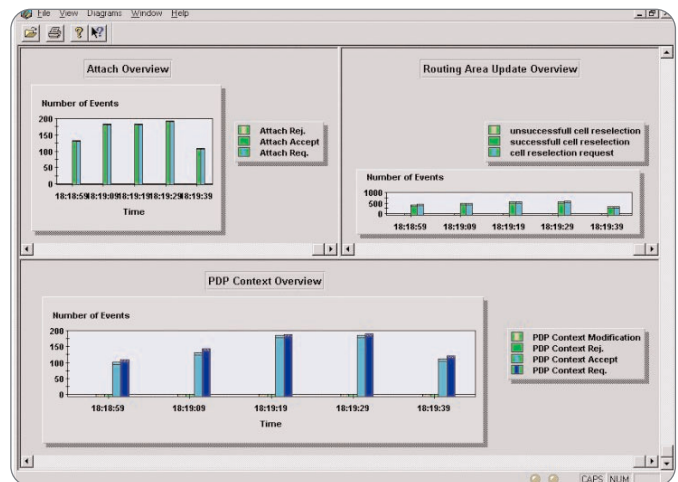 File View Diagrams Window Help
Attach Overview
Number of Events
200
150
100
50
0
18:18:59 18:19:09 18:19:19 18:19:29 18:19:39
Time
Attach Rej.
Attach Accept
Attach Req.
Routing Area Update Overview
unsuccessfull cell reselection
successfull cell reselection
cell reselection request
Number of Events
1000
500
0
18:18:59 18:19:09 18:19:19 18:19:29 18:19:39
PDP Context Overview
Number of Events
200
150
100
50
0
18:18:59 18:19:09 18:19:19 18:19:29 18:19:39
Time
PDP Context Modification
PDP Context Rej.
PDP Context Accept
PDP Context Req.
CAPS NUM